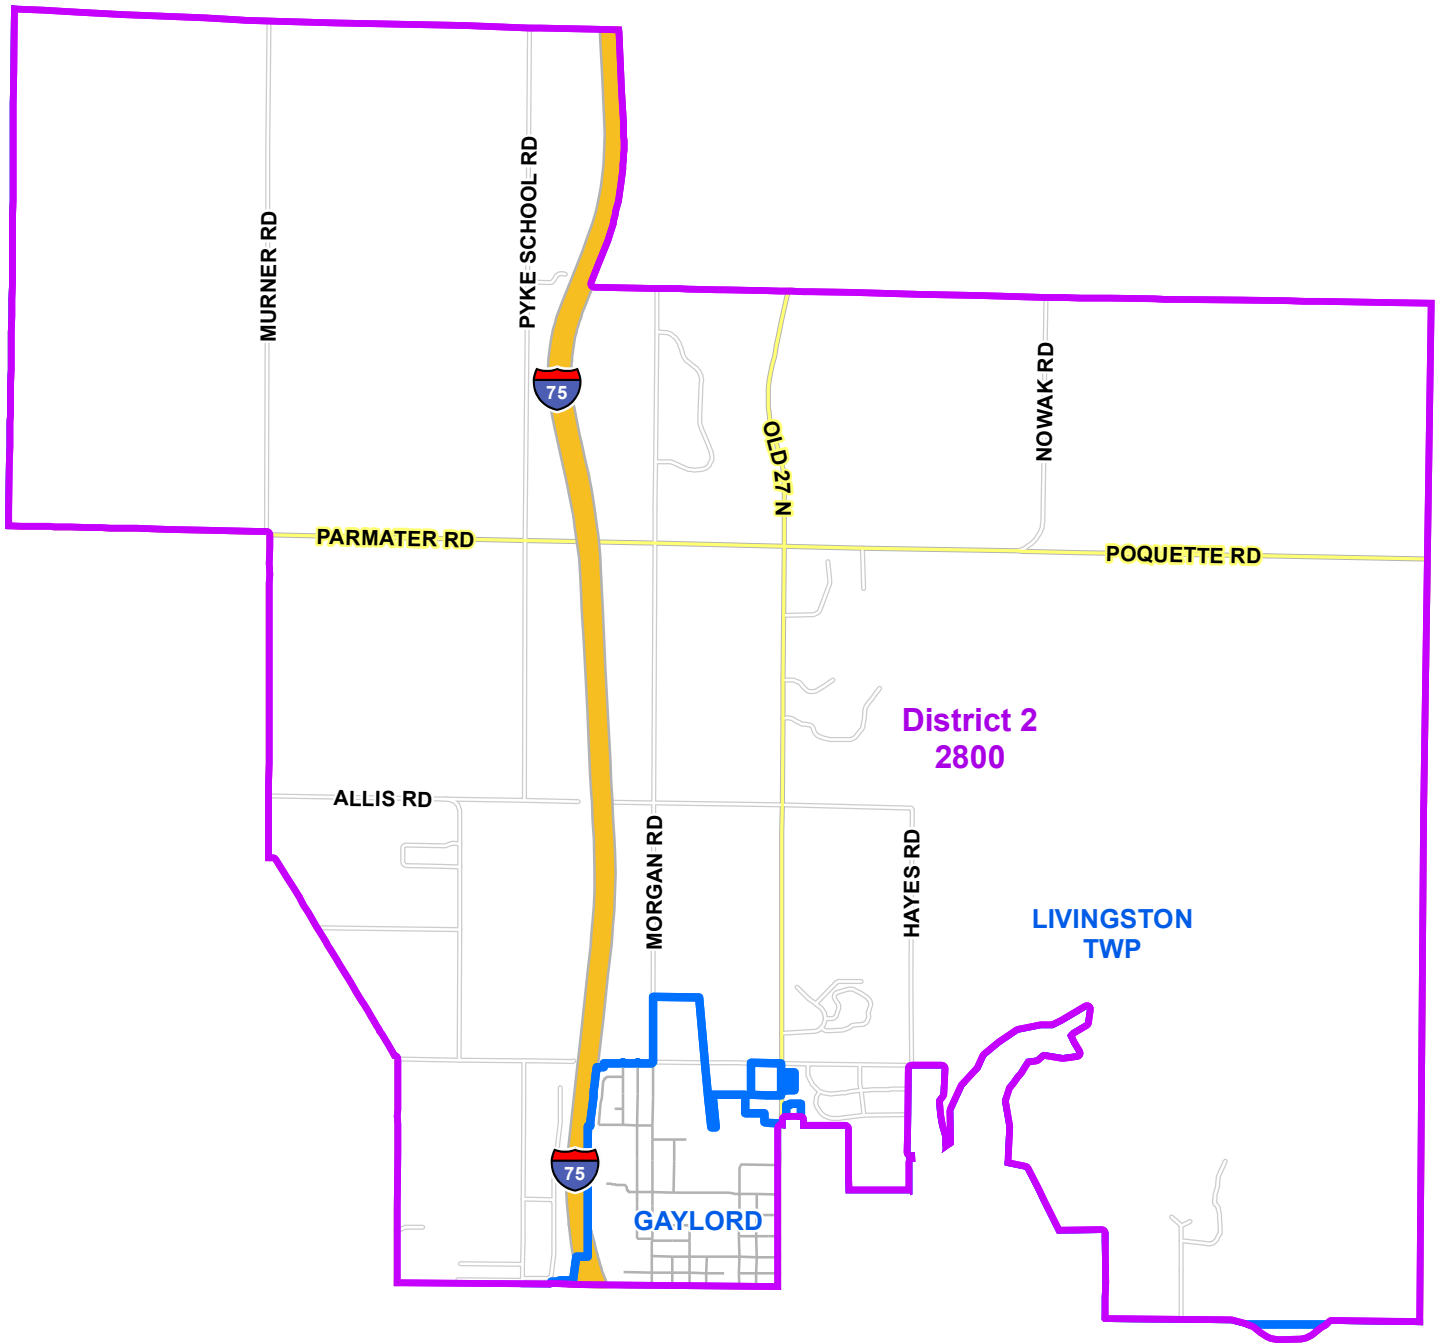 PYKE SCHOOL RD
MURNER RD
75
NOWAK RD
OLD 27 N
PARMATER RD
POQUETTE RD
District 2
2800
ALLIS RD
MORGAN RD
HAYES RD
LIVINGSTON
TWP
75
GAYLORD